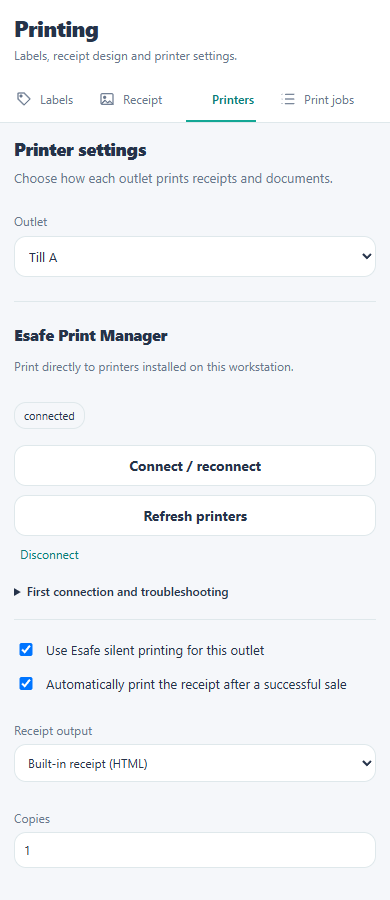 Printing
Labels, receipt design and printer settings.
Labels
Receipt
Printers
Print jobs
Printer settings
Choose how each outlet prints receipts and documents.
Outlet
Till A
Esafe Print Manager
Print directly to printers installed on this workstation.
connected
Connect / reconnect
Refresh printers
Disconnect
First connection and troubleshooting
Use Esafe silent printing for this outlet
Automatically print the receipt after a successful sale
Receipt output
Built-in receipt (HTML)
Copies
1